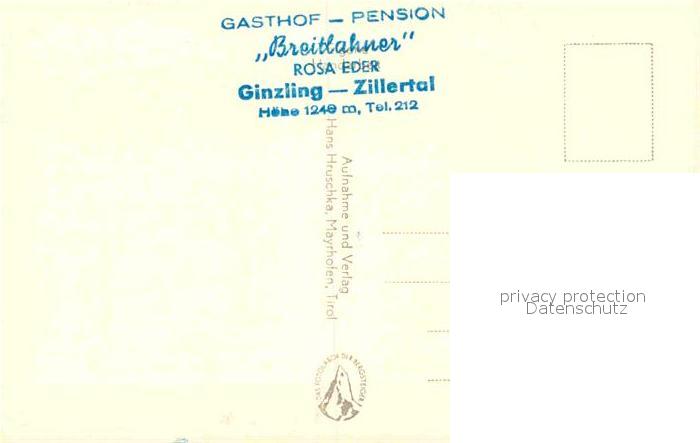 GASTHOF — PENSION
„Breitlahner"
ROSA EDER
Ginzling — Zillertal
Höhe 1240 m, Tel. 212
Aufnahme und Verlag
Hans Hruschka, Mayrhofen, Tirol
privacy protection
Datenschutz